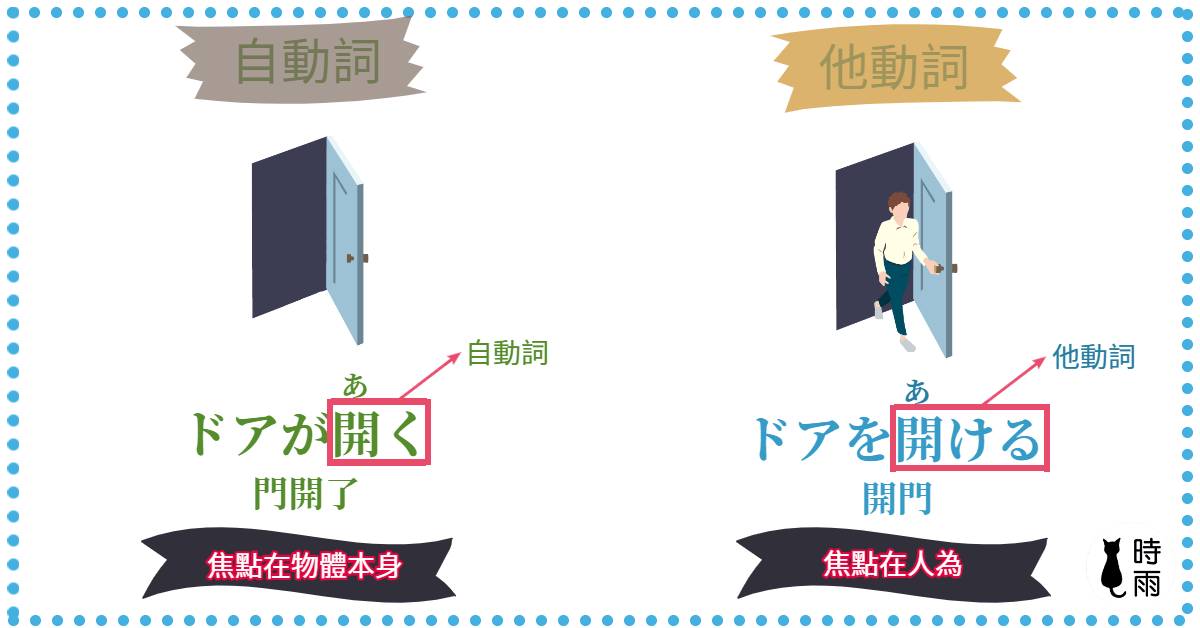 自動詞
自動詞
あ
ドアが開く
門開了
焦點在物體本身
他動詞
他動詞
あ
ドアを開ける
開門
焦點在人為
時雨